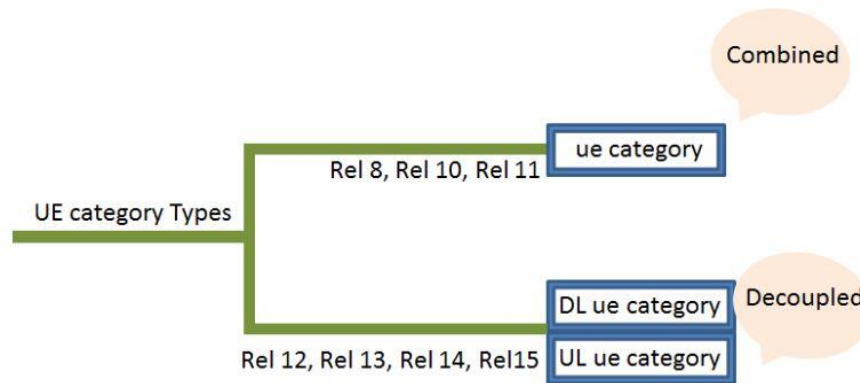 Combined
ue category
Rel 8, Rel 10, Rel 11
UE category Types
DL ue category
Decoupled
Rel 12, Rel 13, Rel 14, Rel15
UL ue category